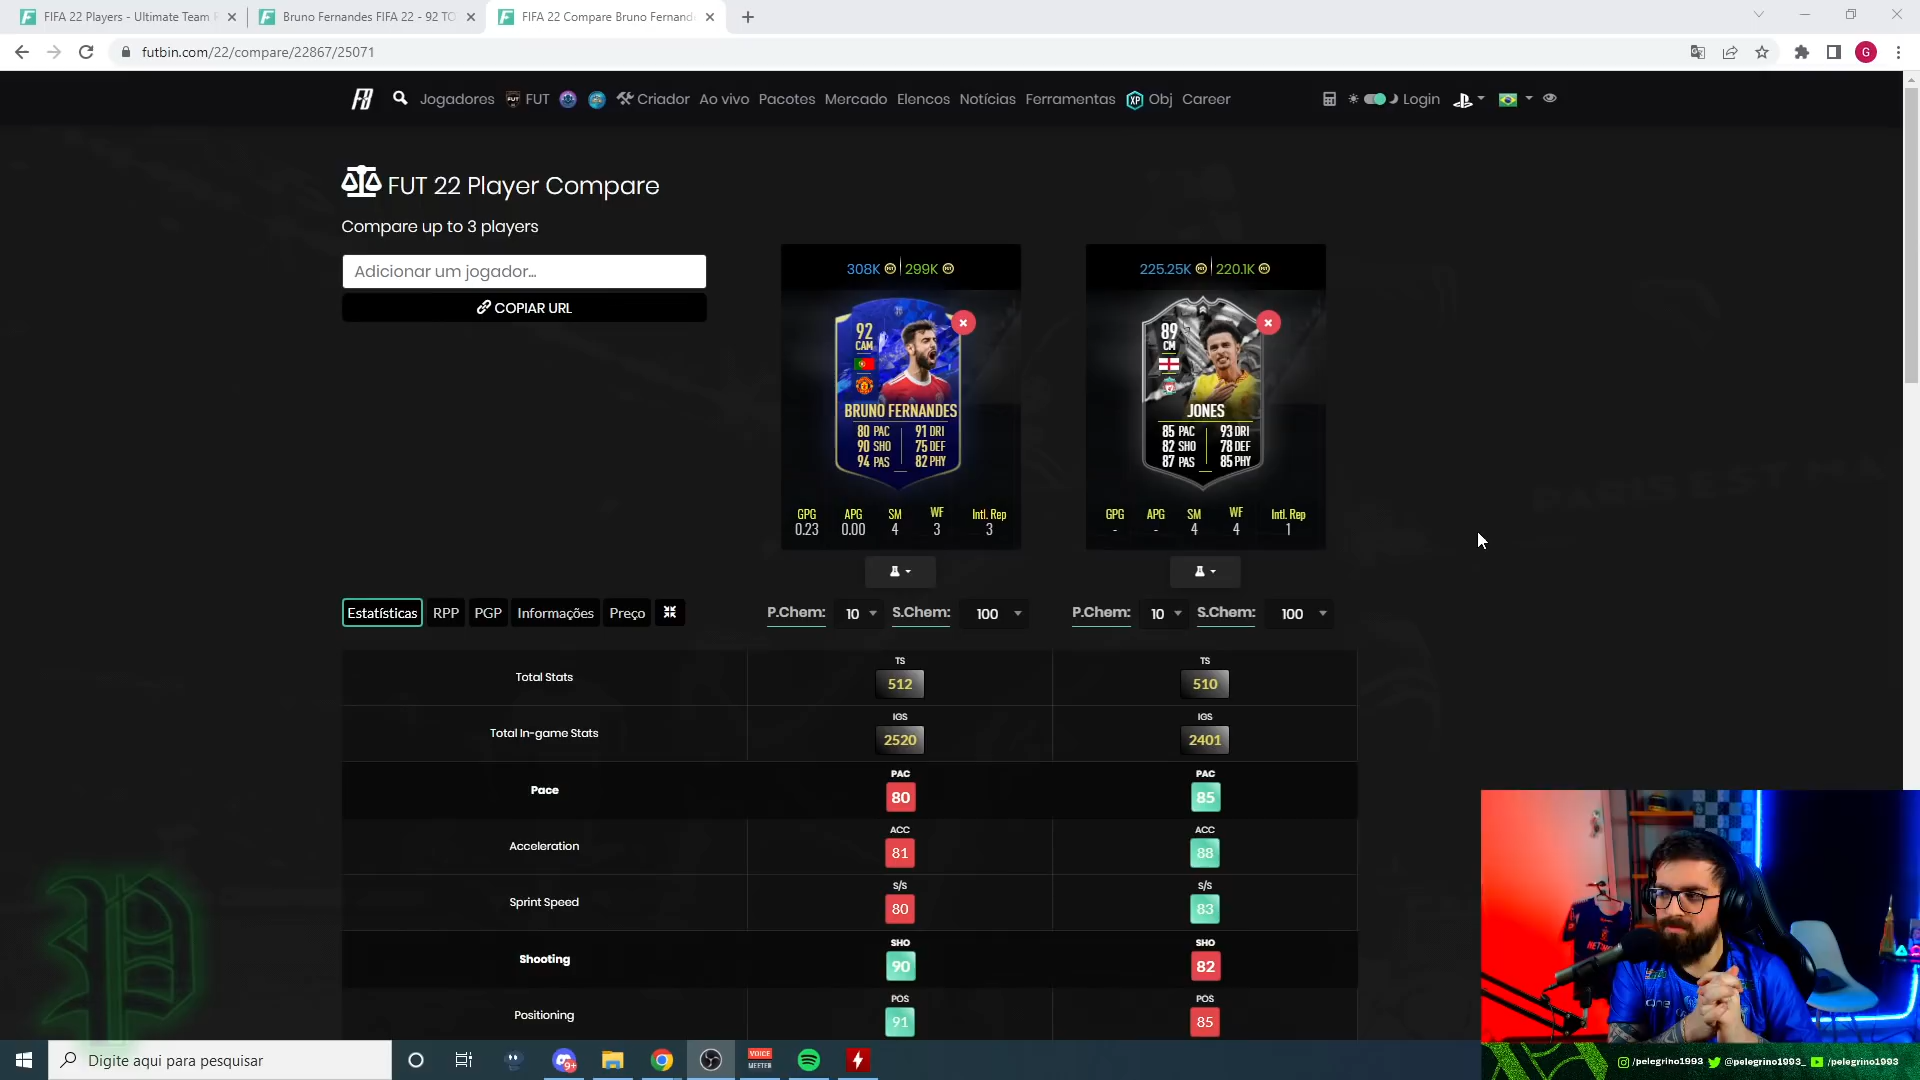 FIFA 22 Players - Ultimate Team
Bruno Fernandes FIFA 22 - 92 TO
FIFA 22 Compare Bruno Fernand
futbin.com/22/compare/22867/25071
G
Jogadores FUT Criador Ao vivo Pacotes Mercado Elencos Notícias Ferramentas XP Obj Career Login
FUT 22 Player Compare
Compare up to 3 players
Adicionar um jogador...
COPIAR URL
308K 299K
92
CAM
BRUNO FERNANDES
80 PAC 91 DRI
90 SHO 75 DEF
94 PAS 82 PHY
GPG APG SM WF Intl. Rep
0.23 0.00 4 3 3
225.25K 220.1K
89
CM
JONES
85 PAC 93 DRI
82 SHO 78 DEF
87 PAS 85 PHY
GPG APG SM WF Intl. Rep
- - 4 4 1
Estatísticas RPP PGP Informações Preço
P.Chem: 10 S.Chem: 100
P.Chem: 10 S.Chem: 100
TS TS
Total Stats 512 510
IGS IGS
Total In-game Stats 2520 2401
PAC PAC
Pace 80 85
ACC ACC
Acceleration 81 88
S/S S/S
Sprint Speed 80 83
SHO SHO
Shooting 90 82
POS POS
Positioning 91 85
Digite aqui para pesquisar
VOICE
MEETER
/pelegrino1993 @pelegrino1993_ /pelegrino1993